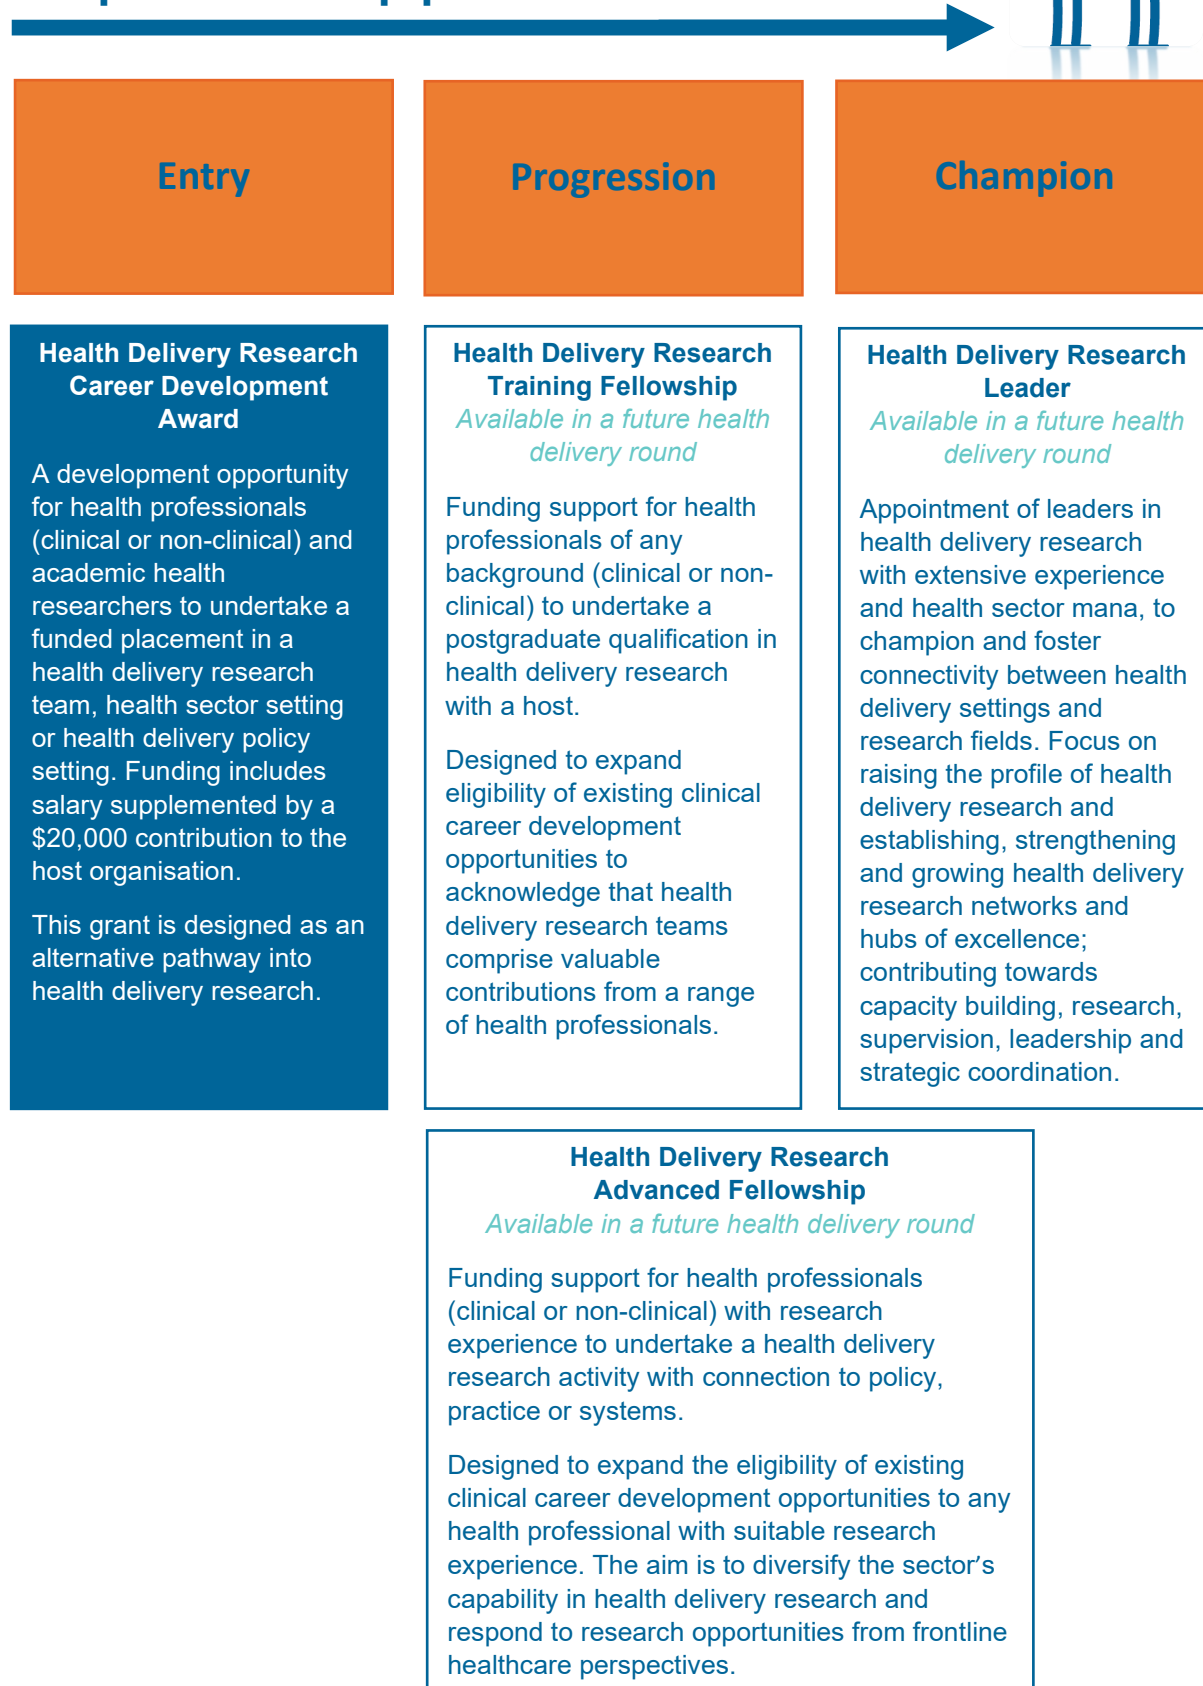 Entry
Progression
Champion
Health Delivery Research
Career Development
Award
A development opportunity
for health professionals
(clinical or non-clinical) and
academic health
researchers to undertake a
funded placement in a
health delivery research
team, health sector setting
or health delivery policy
setting. Funding includes
salary supplemented by a
$20,000 contribution to the
host organisation.
This grant is designed as an
alternative pathway into
health delivery research.
Health Delivery Research
Training Fellowship
Available in a future health
delivery round
Funding support for health
professionals of any
background (clinical or non-
clinical) to undertake a
postgraduate qualification in
health delivery research
with a host.
Designed to expand
eligibility of existing clinical
career development
opportunities to
acknowledge that health
delivery research teams
comprise valuable
contributions from a range
of health professionals.
Health Delivery Research
Leader
Available in a future health
delivery round
Appointment of leaders in
health delivery research
with extensive experience
and health sector mana, to
champion and foster
connectivity between health
delivery settings and
research fields. Focus on
raising the profile of health
delivery research and
establishing, strengthening
and growing health delivery
research networks and
hubs of excellence;
contributing towards
capacity building, research,
supervision, leadership and
strategic coordination.
Health Delivery Research
Advanced Fellowship
Available in a future health delivery round
Funding support for health professionals
(clinical or non-clinical) with research
experience to undertake a health delivery
research activity with connection to policy,
practice or systems.
Designed to expand the eligibility of existing
clinical career development opportunities to any
health professional with suitable research
experience. The aim is to diversify the sector’s
capability in health delivery research and
respond to research opportunities from frontline
healthcare perspectives.